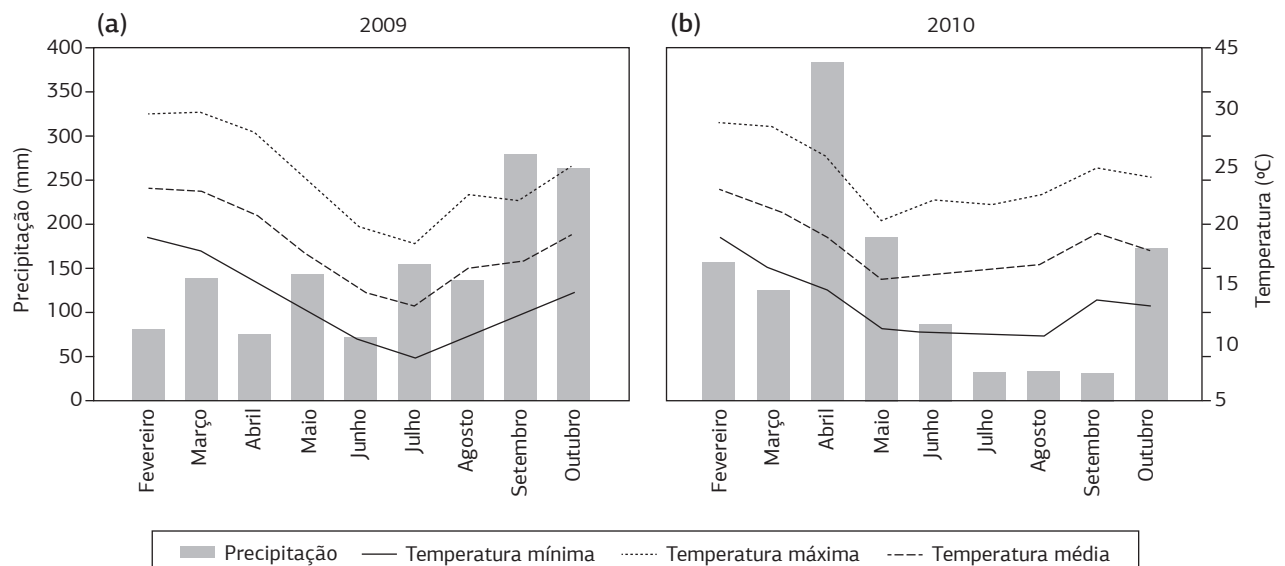 (a) 2009 (b) 2010
400 45
350
300 30
250 25
200 20
150 15
100
50 10
0 5
Precipitação (mm)
Temperatura (ºC)
Fevereiro Março Abril Maio Junho Julho Agosto Setembro Outubro
Fevereiro Março Abril Maio Junho Julho Agosto Setembro Outubro
Precipitação Temperatura mínima Temperatura máxima Temperatura média